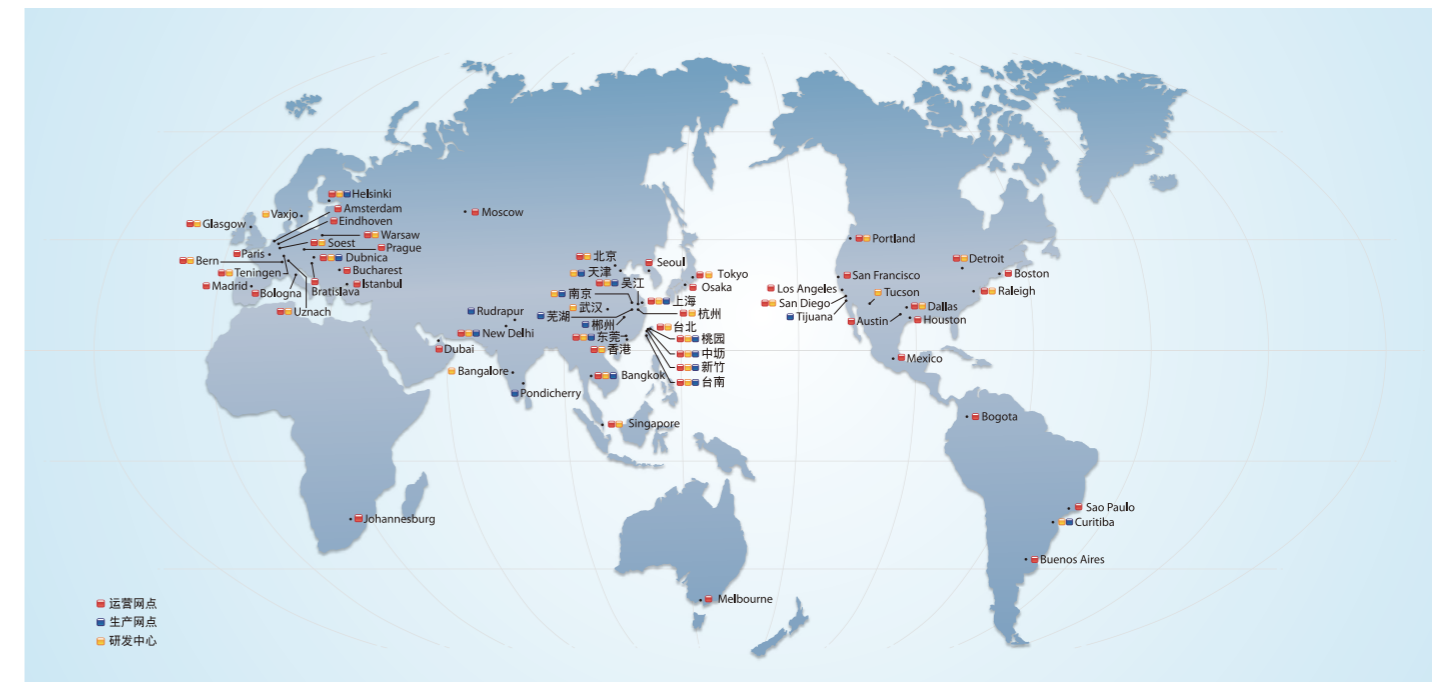 Helsinki
Amsterdam
Vaxjo
Moscow
Eindhoven
Glasgow
Warsaw
Portland
Soest
Prague
Paris
Dubnica
北京
Seoul
Detroit
Bern
Bucharest
天津
Tokyo
Boston
Teningen
吴江
San Francisco
Madrid
Istanbul
Osaka
Los Angeles
Raleigh
Bologna
Bratislava
南京
上海
San Diego
Tucson
Uznach
Rudrapur
武汉
杭州
Tijuana
Dallas
芜湖
Austin
Houston
郴州
台北
New Delhi
东莞
桃园
Dubai
香港
中坜
Mexico
Bangalore
Bangkok
新竹
Pondicherry
台南
Bogota
Singapore
Sao Paulo
Johannesburg
Curitiba
Buenos Aires
Melbourne
运营网点
生产网点
研发中心